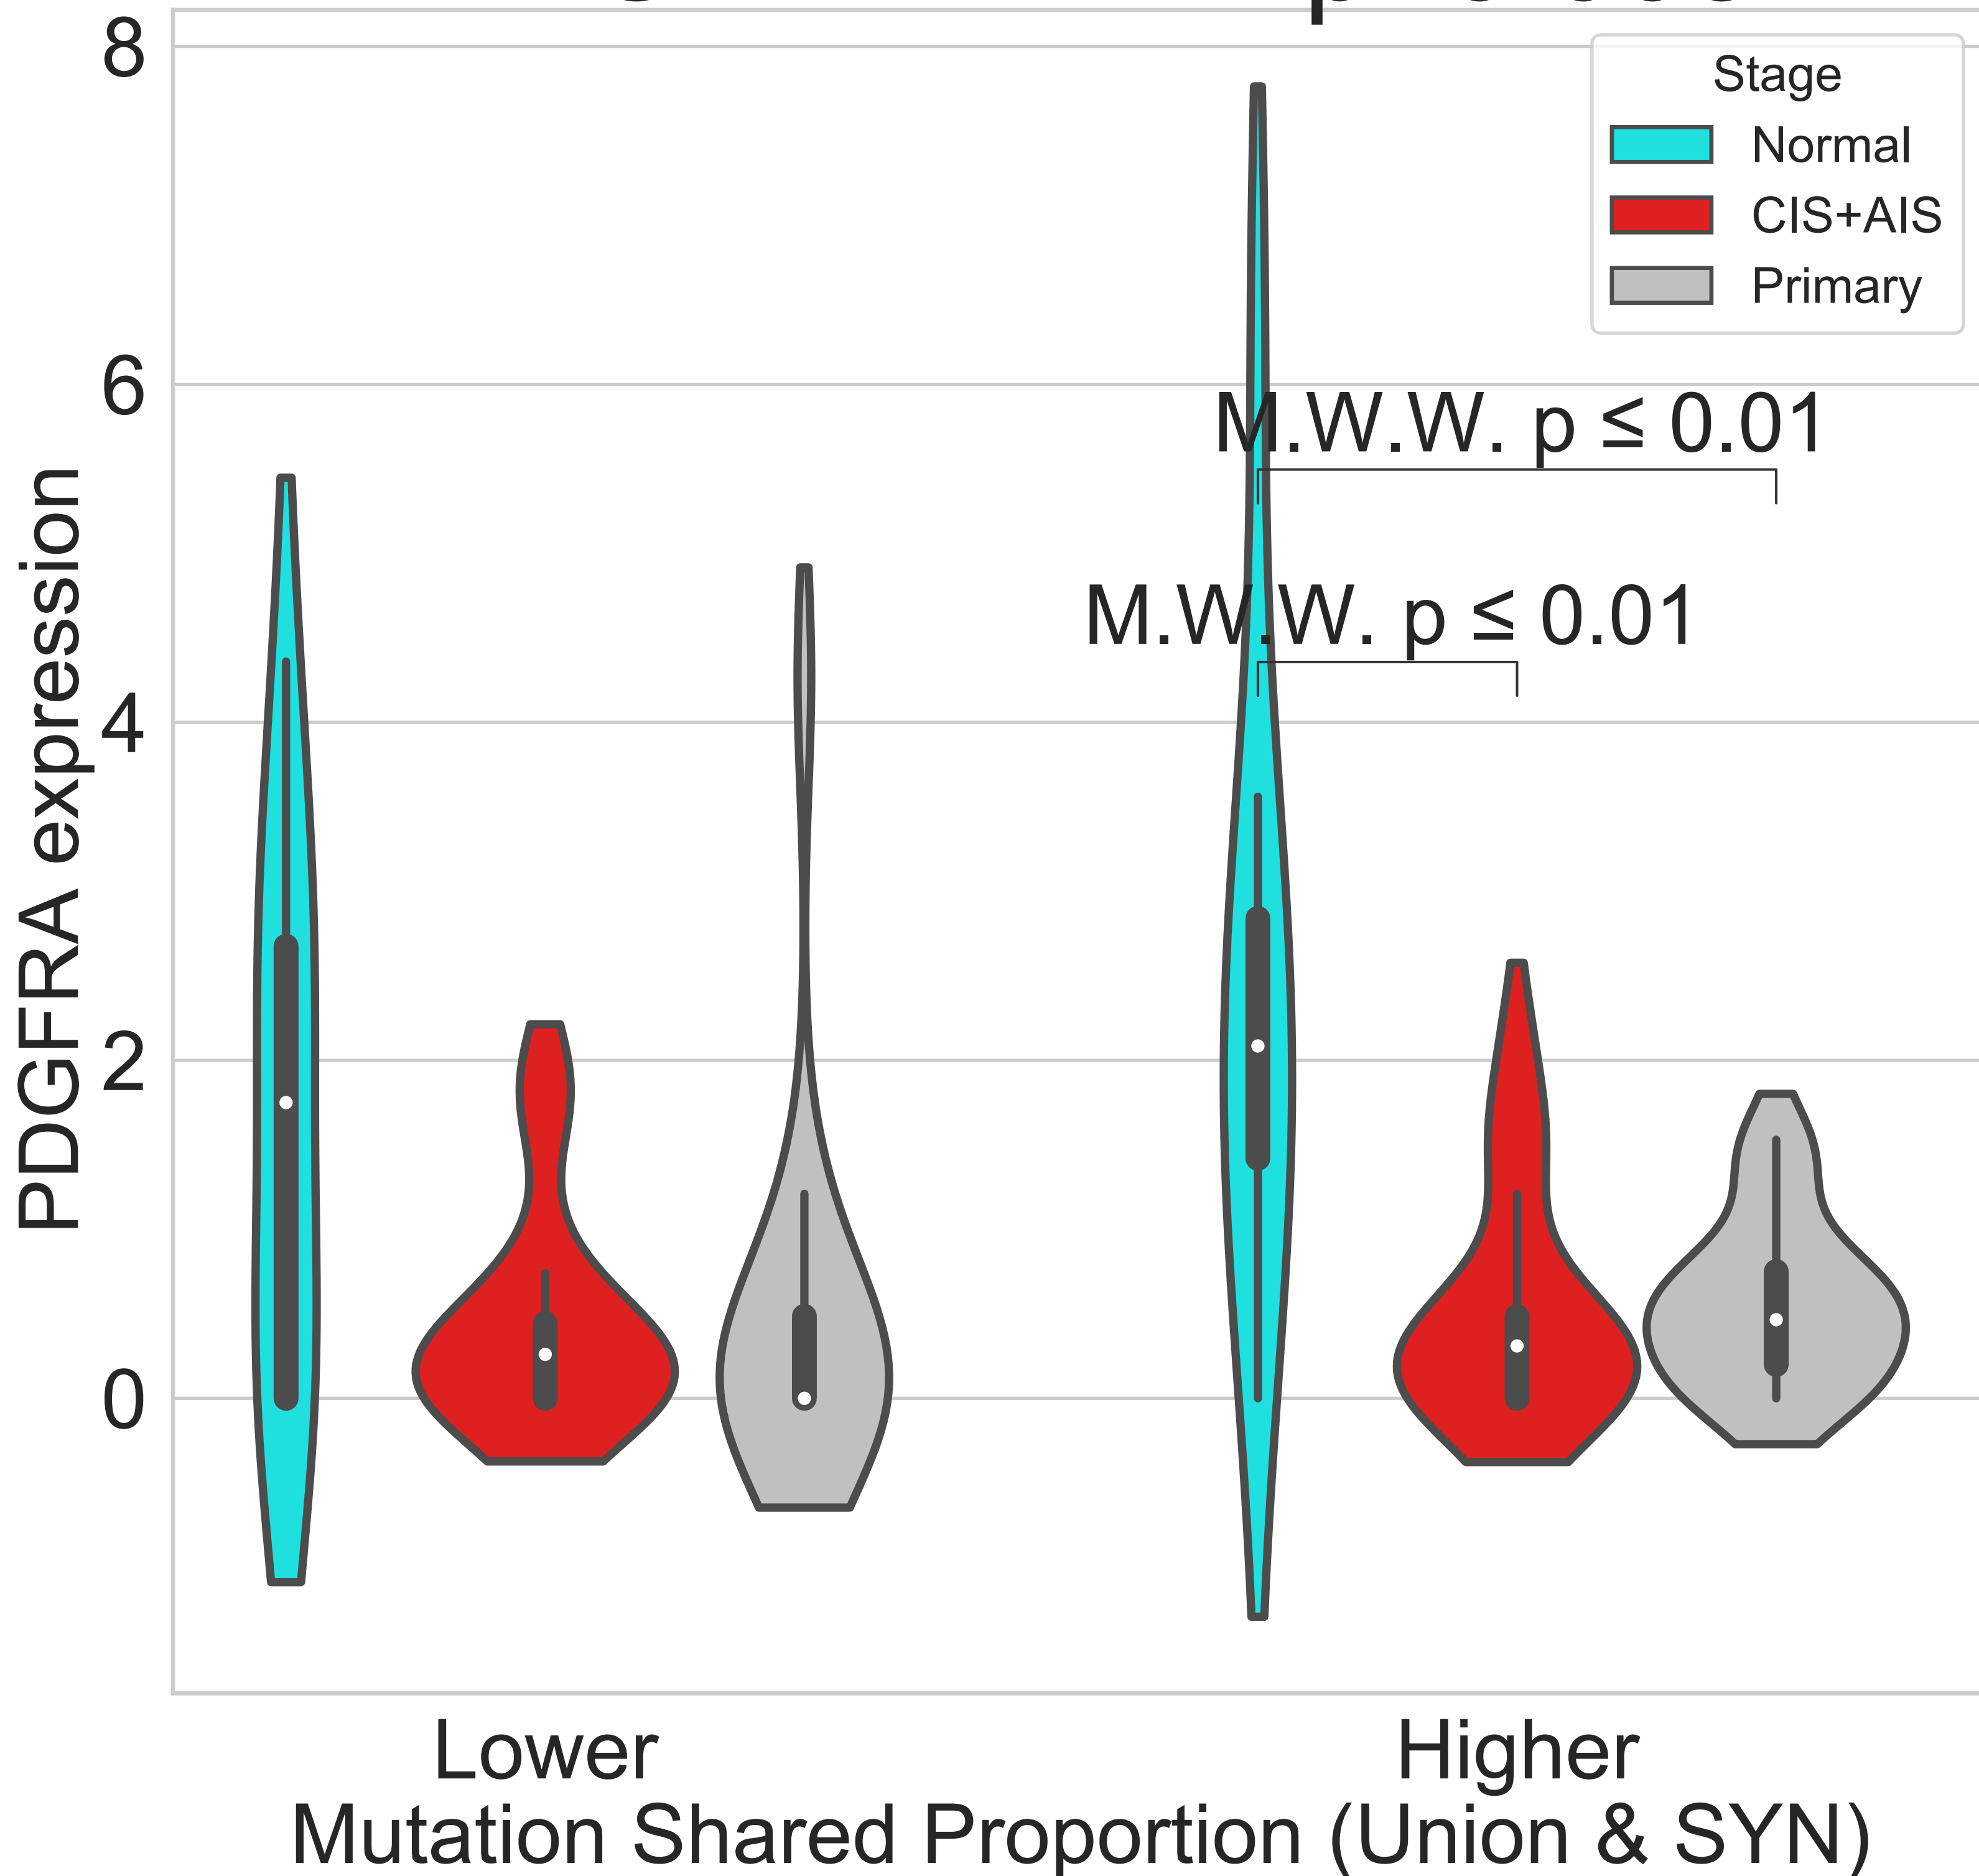 8
Stage
Normal
CIS+AIS
Primary
6
M.W.W. p ≤ 0.01
M.W.W. p ≤ 0.01
4
PDGFRA expression
2
0
Lower
Higher
Mutation Shared Proportion (Union & SYN)